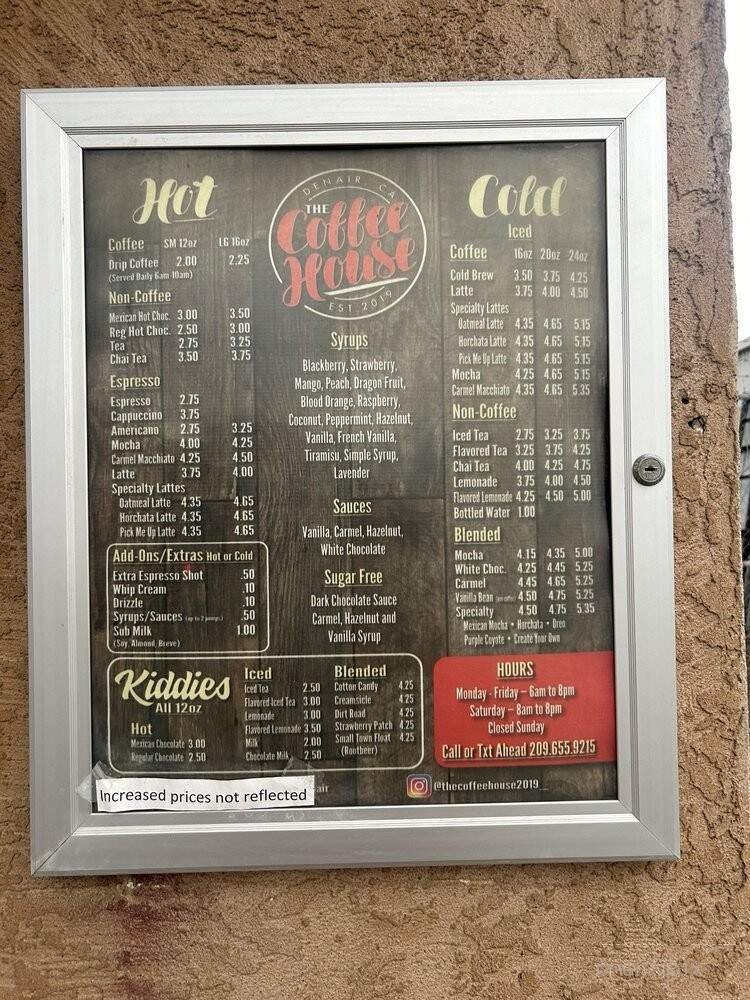 Hot
Coffee SM 12oz LG 16oz
Drip Coffee 2.00 2.25
(Served Daily 6am-10am)
Non-Coffee
Mexican Hot Choc. 3.00 3.50
Reg Hot Choc. 2.50 3.00
Tea 2.75 3.25
Chai Tea 3.50 3.75
Espresso
Espresso 2.75
Cappuccino 3.75
Americano 2.75 3.25
Mocha 4.00 4.25
Carmel Macchiato 4.25 4.50
Latte 3.75 4.00
Specialty Lattes
Oatmeal Latte 4.35 4.65
Horchata Latte 4.35 4.65
Pick Me Up Latte 4.35 4.65
Add-Ons/Extras Hot or Cold
Extra Espresso Shot .50
Whip Cream .10
Drizzle .10
Syrups/Sauces (up to 2 pumps) .50
Sub Milk 1.00
(Soy, Almond, Breve)
DENAIR, CA
THE
Coffee
House
EST 2019
Syrups
Blackberry, Strawberry,
Mango, Peach, Dragon Fruit,
Blood Orange, Raspberry,
Coconut, Peppermint, Hazelnut,
Vanilla, French Vanilla,
Tiramisu, Simple Syrup,
Lavender
Sauces
Vanilla, Carmel, Hazelnut,
White Chocolate
Sugar Free
Dark Chocolate Sauce
Carmel, Hazelnut and
Vanilla Syrup
Cold
Iced
Coffee 16oz 20oz 24oz
Cold Brew 3.50 3.75 4.25
Latte 3.75 4.00 4.50
Specialty Lattes
Oatmeal Latte 4.35 4.65 5.15
Horchata Latte 4.35 4.65 5.15
Pick Me Up Latte 4.35 4.65 5.15
Mocha 4.25 4.65 5.15
Carmel Macchiato 4.35 4.65 5.35
Non-Coffee
Iced Tea 2.75 3.25 3.75
Flavored Tea 3.25 3.75 4.25
Chai Tea 4.00 4.25 4.75
Lemonade 3.75 4.00 4.50
Flavored Lemonade 4.25 4.50 5.00
Bottled Water 1.00
Blended
Mocha 4.15 4.35 5.00
White Choc. 4.25 4.45 5.25
Carmel 4.45 4.65 5.25
Vanilla Bean 4.50 4.75 5.25
Specialty 4.50 4.75 5.35
Mexican Mocha • Horchata • Oreo
Purple Coyote • Create Your Own
Kiddies
All 12oz
Hot
Mexican Chocolate 3.00
Regular Chocolate 2.50
Iced
Iced Tea 2.50
Flavored Iced Tea 3.00
Lemonade 3.00
Flavored Lemonade 3.50
Milk 2.00
Chocolate Milk 2.50
Blended
Cotton Candy 4.25
Creamsicle 4.25
Dirt Road 4.25
Strawberry Patch 4.25
Small Town Float 4.25
(Rootbeer)
HOURS
Monday - Friday – 6am to 8pm
Saturday – 8am to 8pm
Closed Sunday
Call or Txt Ahead 209.655.9215
Increased prices not reflected
air
@thecoffeehouse2019_